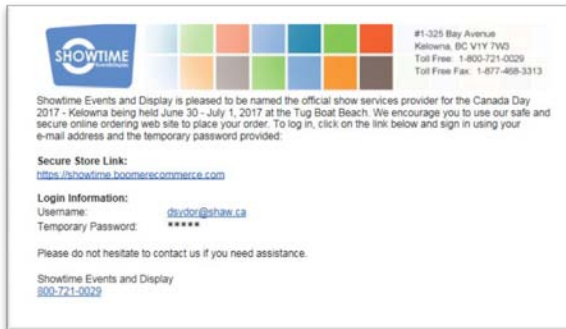 SHOWTIME
Event&Display
#1-325 Bay Avenue
Kelowna, BC V1Y 7W3
Toll Free: 1-800-721-0029
Toll Free Fax: 1-877-468-3313
Showtime Events and Display is pleased to be named the official show services provider for the Canada Day
2017 - Kelowna being held June 30 - July 1, 2017 at the Tug Boat Beach. We encourage you to use our safe and
secure online ordering web site to place your order. To log in, click on the link below and sign in using your
e-mail address and the temporary password provided:
Secure Store Link:
https://showtime.boomerecommerce.com
Login Information:
Username: dsydor@shaw.ca
Temporary Password: *****
Please do not hesitate to contact us if you need assistance.
Showtime Events and Display
800-721-0029